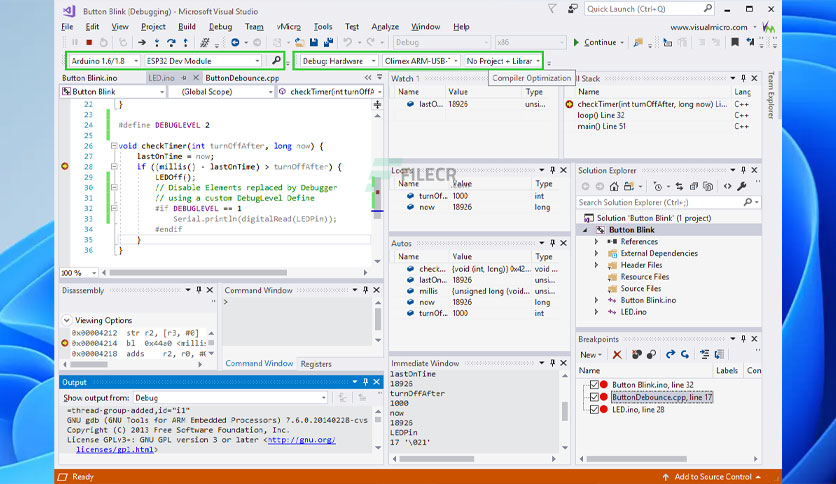 Button Blink (Debugging) - Microsoft Visual Studio
Quick Launch (Ctrl+Q)
File Edit View Project Build Debug Team vMicro Tools Test Analyze Window Help
www.visualmicro.com
Debug x86 Continue Code Map
Arduino 1.6/1.8 ESP32 Dev Module Debug: Hardware Climex ARM-USB-T No Project + Librar
Compiler Optimization
Button Blink.ino LED.ino ButtonDebounce.cpp
Button Blink (Global Scope) checkTimer(int turnOffAfter,
22 }
23
24 #define DEBUGLEVEL 2
25
26 void checkTimer(int turnOffAfter, long now) {
27 lastOnTime = now;
28 if ((millis() - lastOnTime) > turnOffAfter) {
29 LEDOff();
30 // Disable Elements replaced by Debugger
31 // using a custom DebugLevel Define
32 #if DEBUGLEVEL == 1
33 Serial.println(digitalRead(LEDPin));
34 #endif
35 }
36 }
100 %
Watch 1
Name Value Type
lastO... 18926 unsi...
Locals
FILECR
Name Value Type
turnOf... 1000 int
now 18926 long
Autos
Name Value Type
check... {void (int, long)} 0x42... void ...
lastOn... 18926 unsi...
millis {unsigned long (void... unsi...
now 18926 long
turnOf... 1000 int
Call Stack
Name Lang
checkTimer(int turnOffAfter, long now) Li... C++
loop() Line 32 C++
main() Line 51 C++
Team Explorer
Solution Explorer
Search Solution Explorer (Ctrl+;)
Solution 'Button Blink' (1 project)
Button Blink
References
External Dependencies
Header Files
Resource Files
Source Files
Button Blink.ino
LED.ino
Disassembly
Viewing Options
0x00004212 str r2, [r3, #0]
0x00004214 bl 0x44a0 <millis
0x00004218 adds r2, r0, #
Command Window
>
Command Window Registers
Immediate Window
lastOnTime
18926
turnOffAfter
1000
now
18926
LEDPin
17 '\021'
Breakpoints
New
Name Labels Con
Button Blink.ino, line 32
ButtonDebounce.cpp, line 17
LED.ino, line 28
Output
Show output from: Debug
=thread-group-added,id="i1"
GNU gdb (GNU Tools for ARM Embedded Processors) 7.6.0.20140228-cvs
Copyright (C) 2013 Free Software Foundation, Inc.
License GPLv3+: GNU GPL version 3 or later <http://gnu.org/
licenses/gpl.html>
Ready
Add to Source Control